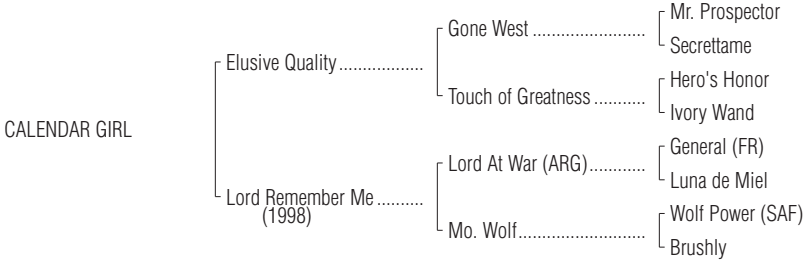 Mr. Prospector
Gone West ........................
Secrettame
Elusive Quality..................
Hero's Honor
Touch of Greatness ...........
Ivory Wand
CALENDAR GIRL
General (FR)
Lord At War (ARG)............
Luna de Miel
Lord Remember Me ..........
(1998)
Wolf Power (SAF)
Mo. Wolf...........................
Brushly